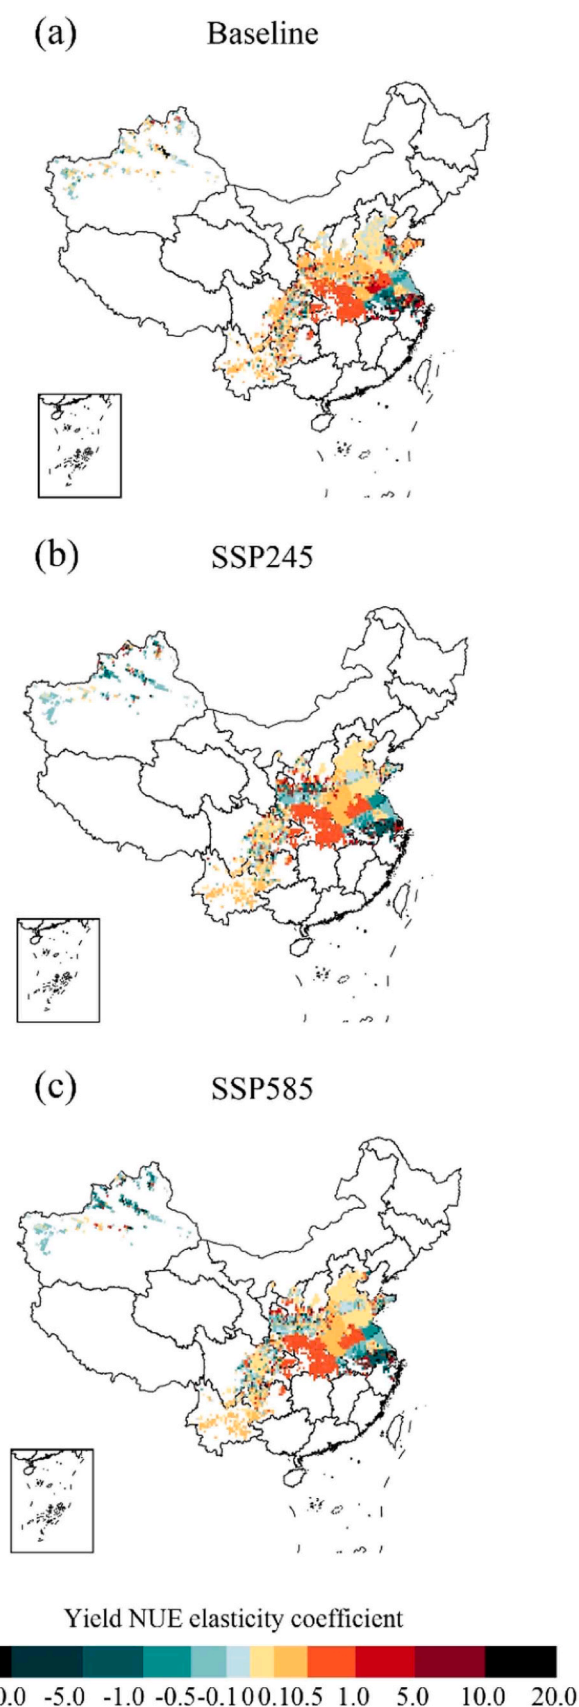 (a) Baseline
(b) SSP245
(c) SSP585
Yield NUE elasticity coefficient
0.0 -5.0 -1.0 -0.5 -0.1 0 0.1 0.5 1.0 5.0 10.0 20.0